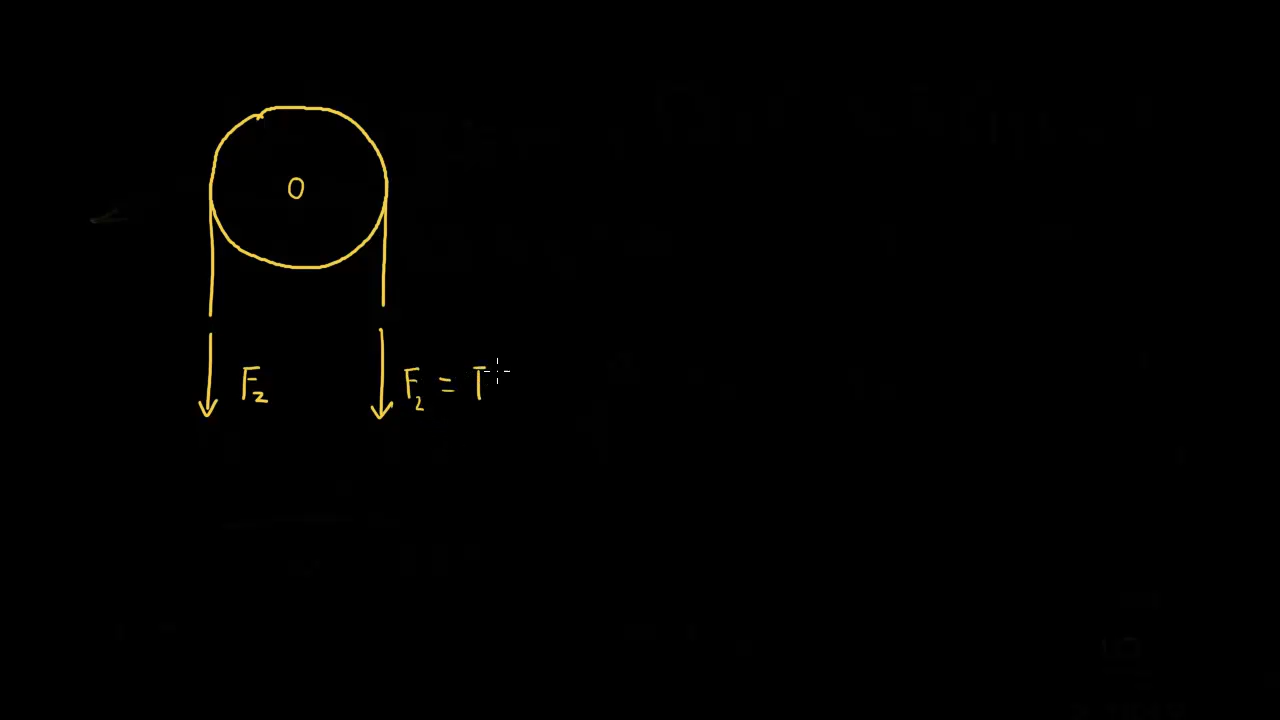 O
F₂
F₂ = T